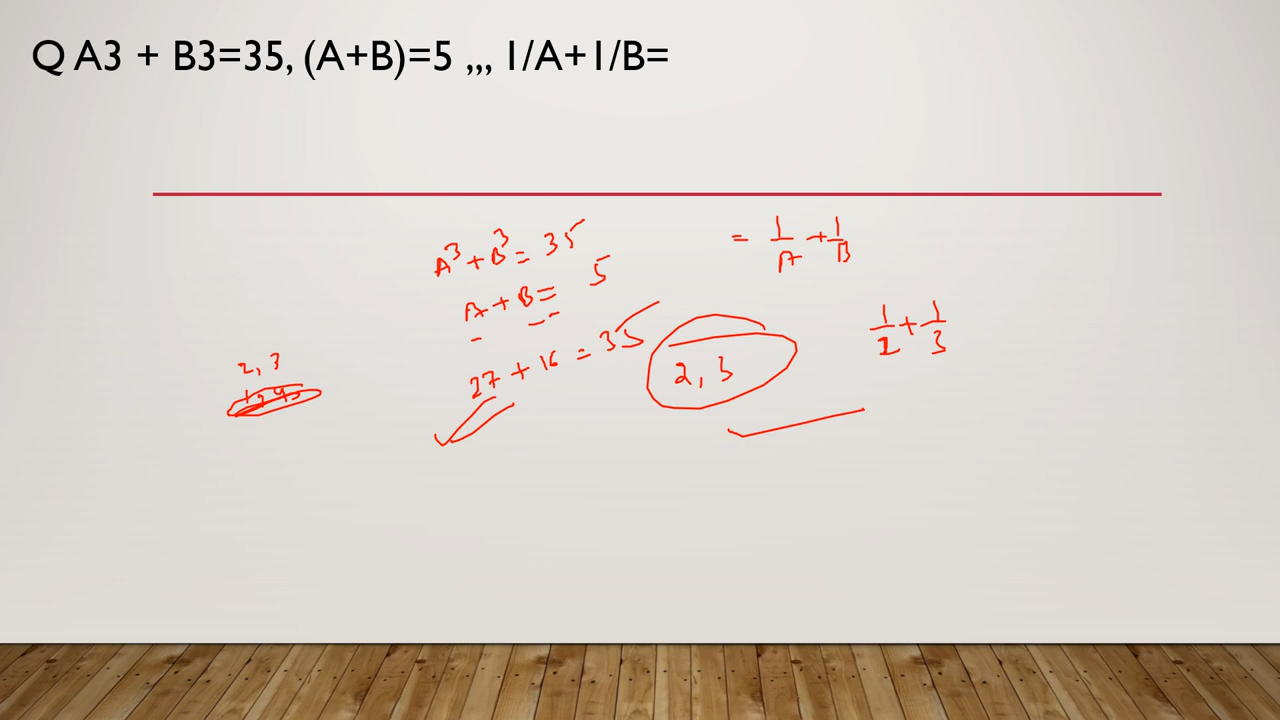 Q A3 + B3=35, (A+B)=5 ,,, 1/A+1/B=
A³ + B³ = 35
A + B = 5
27 + 16 = 35
2, 3
2, 3
= 1/A + 1/B
1/2 + 1/3